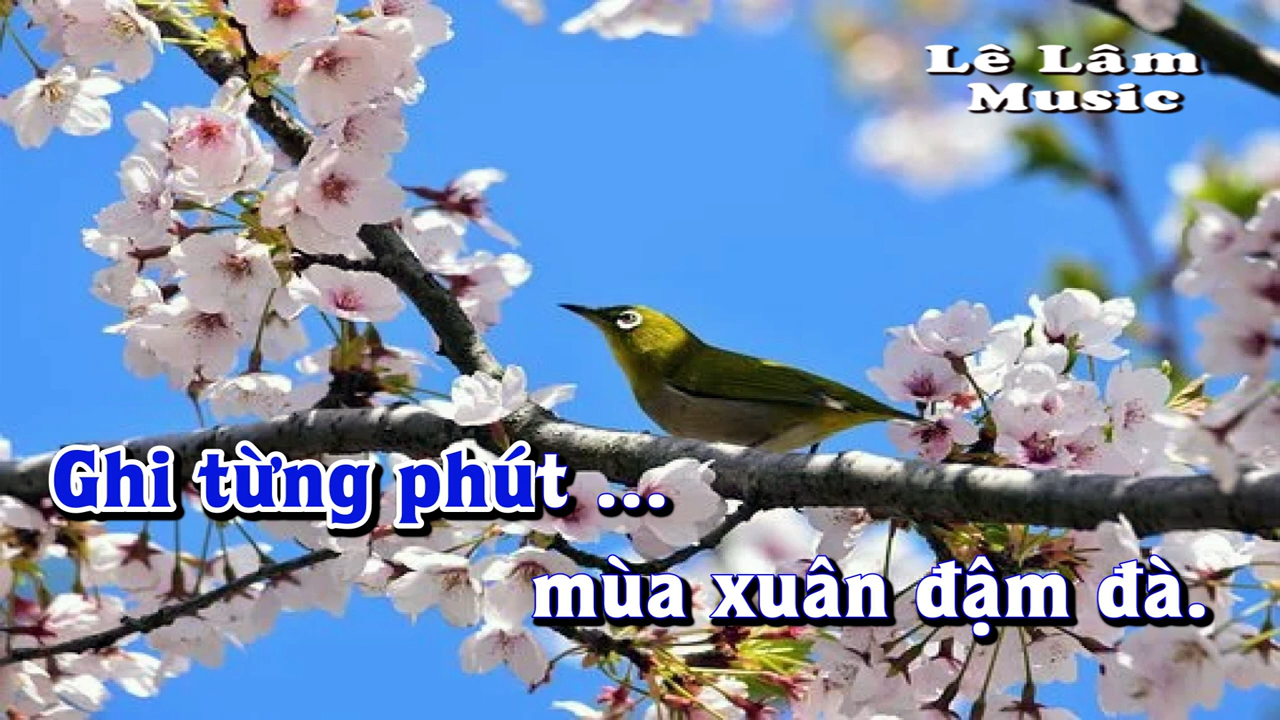 Lê Lâm
Music
Ghi từng phút ...
mùa xuân đậm đà.